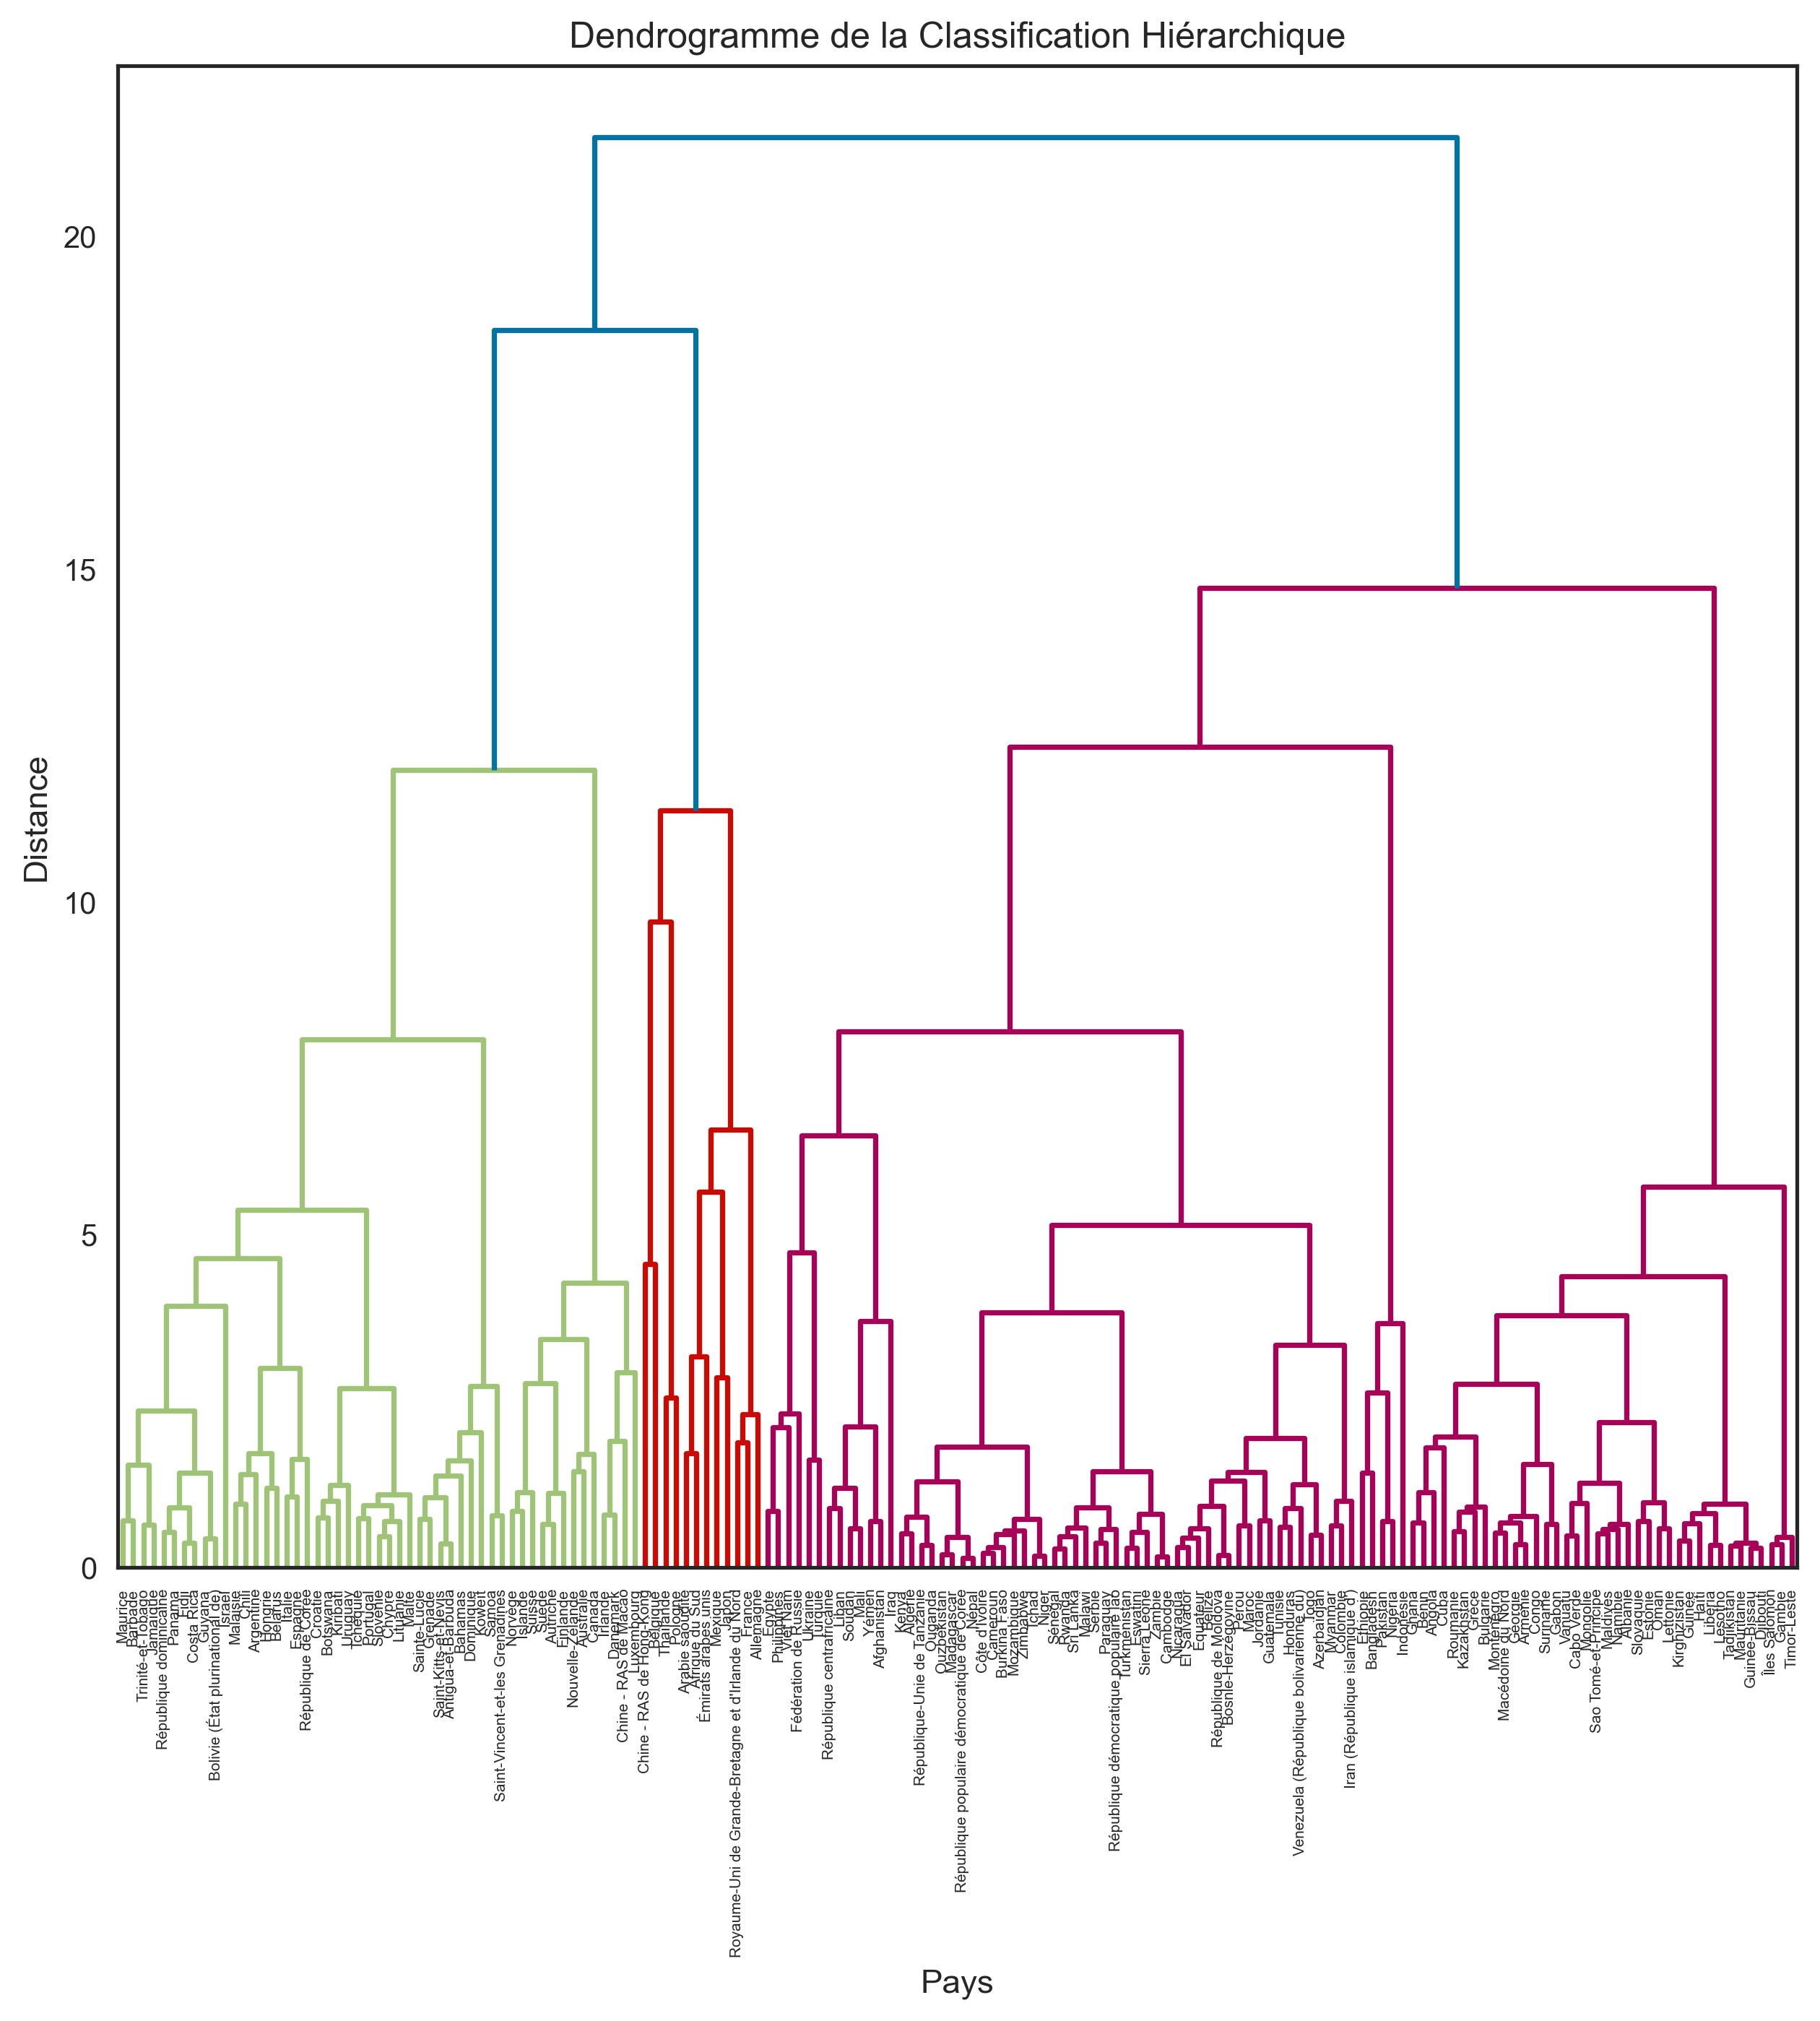 Dendrogramme de la Classification Hiérarchique
Distance
20
15
10
5
0
Maurice
Barbade
Trinité-et-Tobago
Jamaïque
République dominicaine
Panama
Fidji
Costa Rica
Guyana
Bolivie (État plurinational de)
Israël
Malaisie
Chili
Argentine
Hongrie
Bélarus
Italie
Espagne
République de Corée
Croatie
Botswana
Uruguay
Tchéquie
Portugal
Slovénie
Chypre
Lituanie
Malte
Sainte-Lucie
Grenade
Saint-Kitts-et-Nevis
Antigua-et-Barbuda
Bahamas
Dominique
Koweït
Samoa
Saint-Vincent-et-les Grenadines
Norvège
Islande
Suisse
Suède
Autriche
Finlande
Nouvelle-Zélande
Australie
Canada
Irlande
Danemark
Chine - RAS de Macao
Luxembourg
Chine - RAS de Hong-Kong
Belgique
Thaïlande
Pologne
Arabie saoudite
Afrique du Sud
Émirats arabes unis
Mexique
Japon
Royaume-Uni de Grande-Bretagne et d'Irlande du Nord
France
Allemagne
Égypte
Philippines
Viet Nam
Fédération de Russie
Ukraine
Turquie
République centrafricaine
Liban
Soudan
Mali
Yémen
Afghanistan
Iraq
Kenya
Algérie
République-Unie de Tanzanie
Ouganda
Ouzbékistan
Madagascar
République populaire démocratique de Corée
Népal
Côte d'Ivoire
Cameroun
Burkina Faso
Mozambique
Zimbabwe
Tchad
Niger
Sénégal
Rwanda
Sri Lanka
Malawi
Serbie
Paraguay
République démocratique populaire lao
Turkménistan
Eswatini
Sierra Leone
Zambie
Cambodge
Nicaragua
El Salvador
Équateur
Belize
République de Moldova
Bosnie-Herzégovine
Pérou
Maroc
Jordanie
Guatemala
Tunisie
Honduras
Venezuela (République bolivarienne du)
Togo
Azerbaïdjan
Myanmar
Colombie
Iran (République islamique d')
Éthiopie
Bangladesh
Pakistan
Nigéria
Indonésie
Ghana
Bénin
Angola
Cuba
Roumanie
Kazakhstan
Grèce
Bulgarie
Monténégro
Macédoine du Nord
Géorgie
Arménie
Congo
Suriname
Gabon
Vanuatu
Cabo Verde
Mongolie
Sao Tomé-et-Principe
Maldives
Namibie
Albanie
Slovaquie
Estonie
Oman
Lettonie
Kirghizistan
Guinée
Haïti
Libéria
Lesotho
Tadjikistan
Mauritanie
Guinée-Bissau
Djibouti
Îles Salomon
Gambie
Timor-Leste
Pays